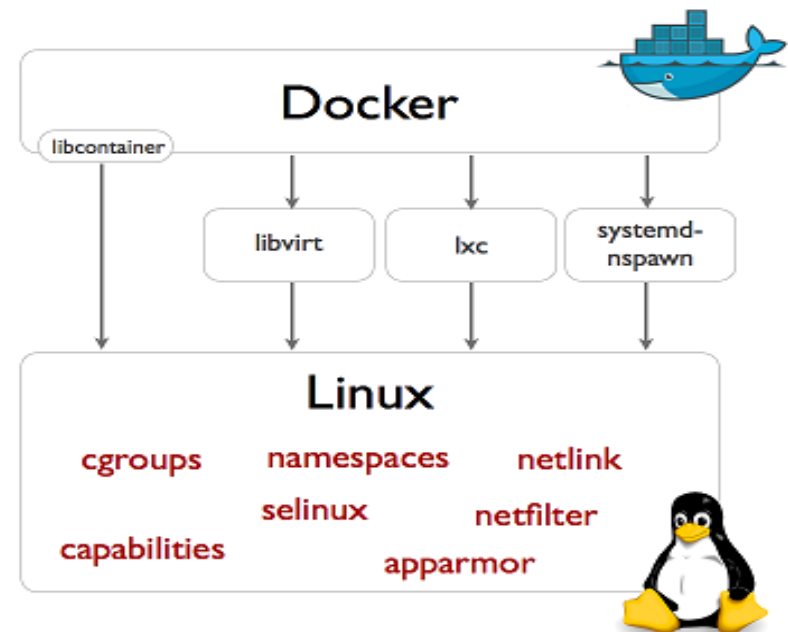 Docker
libcontainer
libvirt
lxc
systemd-
nspawn
Linux
cgroups
namespaces
netlink
selinux
netfilter
capabilities
apparmor